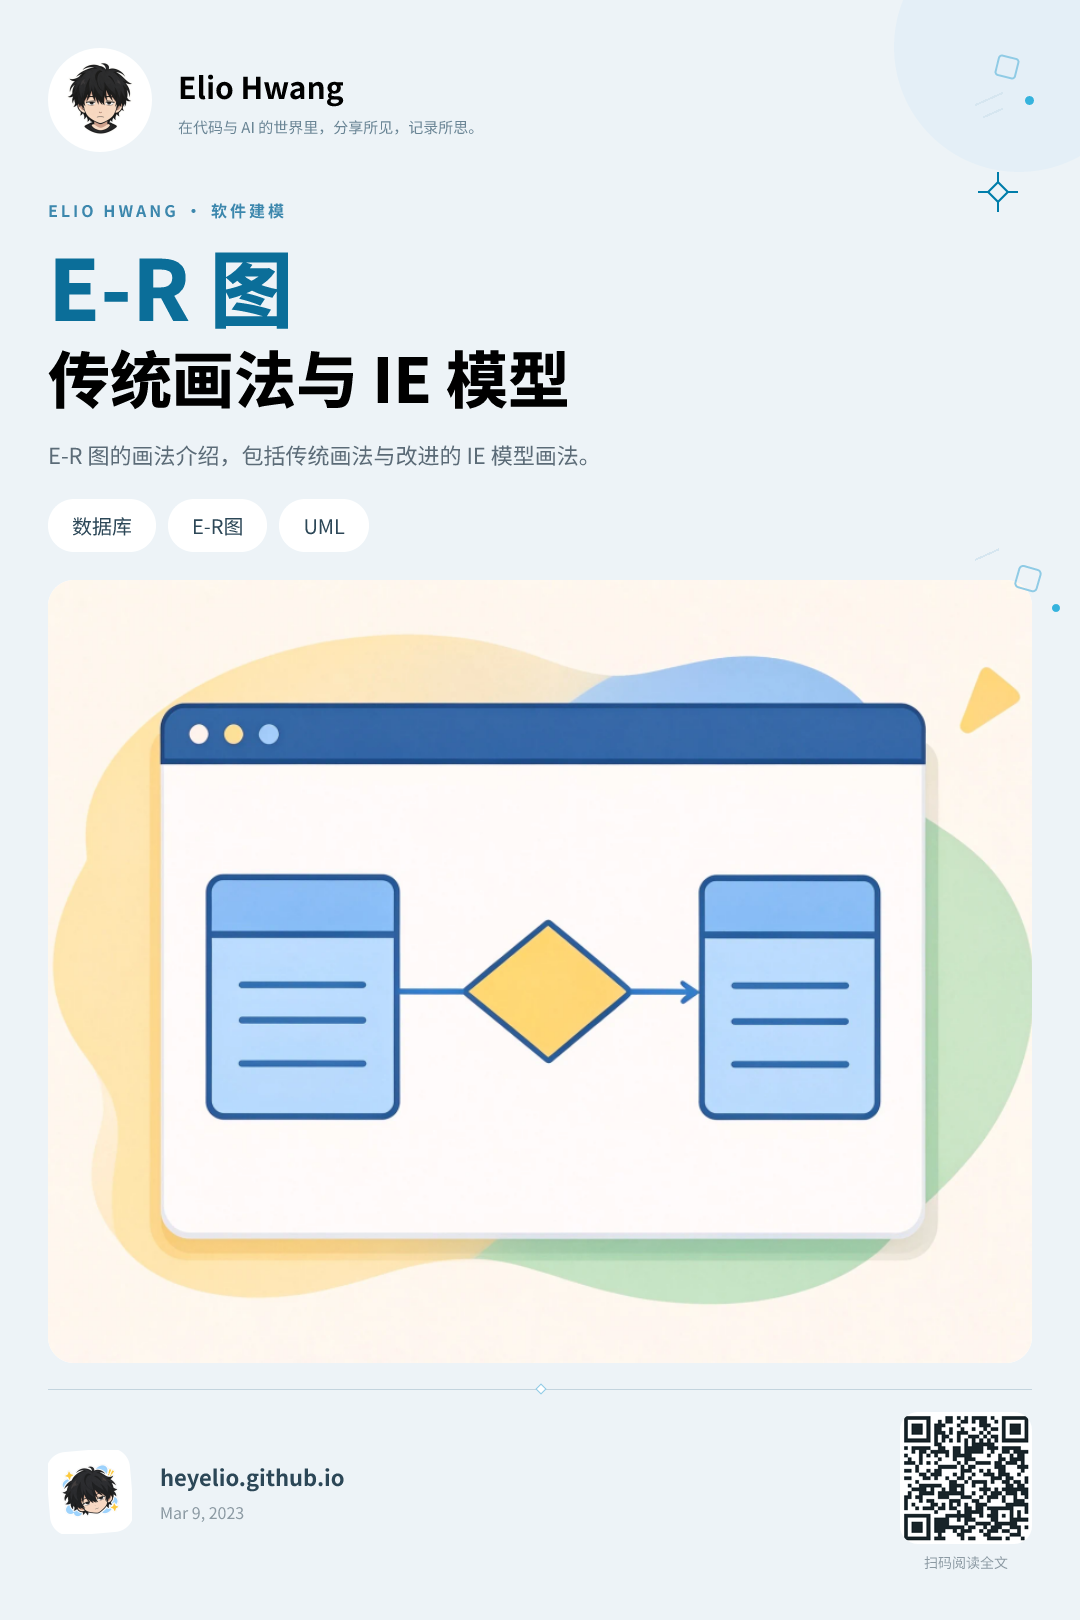 Elio Hwang
在代码与 AI 的世界里，分享所见，记录所思。
ELIO HWANG • 软件建模
E-R 图
传统画法与 IE 模型
E-R 图的画法介绍，包括传统画法与改进的 IE 模型画法。
数据库
E-R图
UML
heyelio.github.io
Mar 9, 2023
扫码阅读全文